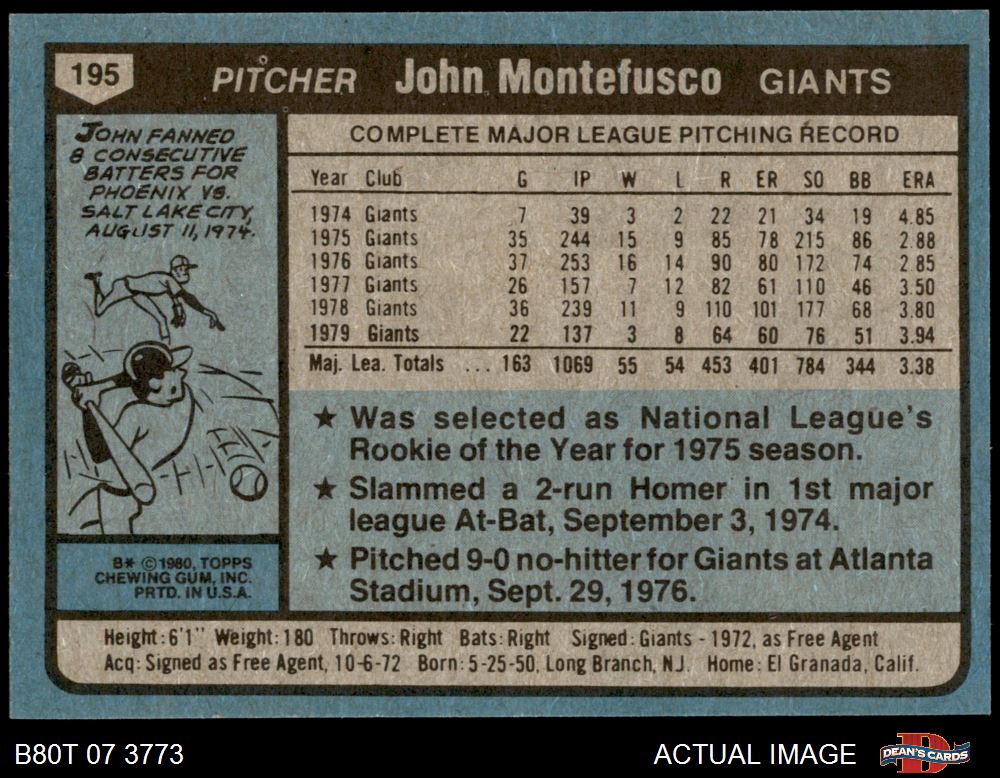 195 PITCHER John Montefusco GIANTS
JOHN FANNED
8 CONSECUTIVE
BATTERS FOR
PHOENIX VS.
SALT LAKE CITY,
AUGUST 11, 1974.
B* ©1980, TOPPS
CHEWING GUM, INC.
PRTD. IN U.S.A.
COMPLETE MAJOR LEAGUE PITCHING RECORD
Year Club G IP W L R ER SO BB ERA
1974 Giants 7 39 3 2 22 21 34 19 4.85
1975 Giants 35 244 15 9 85 78 215 86 2.88
1976 Giants 37 253 16 14 90 80 172 74 2.85
1977 Giants 26 157 7 12 82 61 110 46 3.50
1978 Giants 36 239 11 9 110 101 177 68 3.80
1979 Giants 22 137 3 8 64 60 76 51 3.94
Maj. Lea. Totals ... 163 1069 55 54 453 401 784 344 3.38
★ Was selected as National League's
Rookie of the Year for 1975 season.
★ Slammed a 2-run Homer in 1st major
league At-Bat, September 3, 1974.
★ Pitched 9-0 no-hitter for Giants at Atlanta
Stadium, Sept. 29, 1976.
Height: 6'1" Weight: 180 Throws: Right Bats: Right Signed: Giants - 1972, as Free Agent
Acq: Signed as Free Agent, 10-6-72 Born: 5-25-50, Long Branch, N.J. Home: El Granada, Calif.
B80T 07 3773 ACTUAL IMAGE DEAN'S CARDS